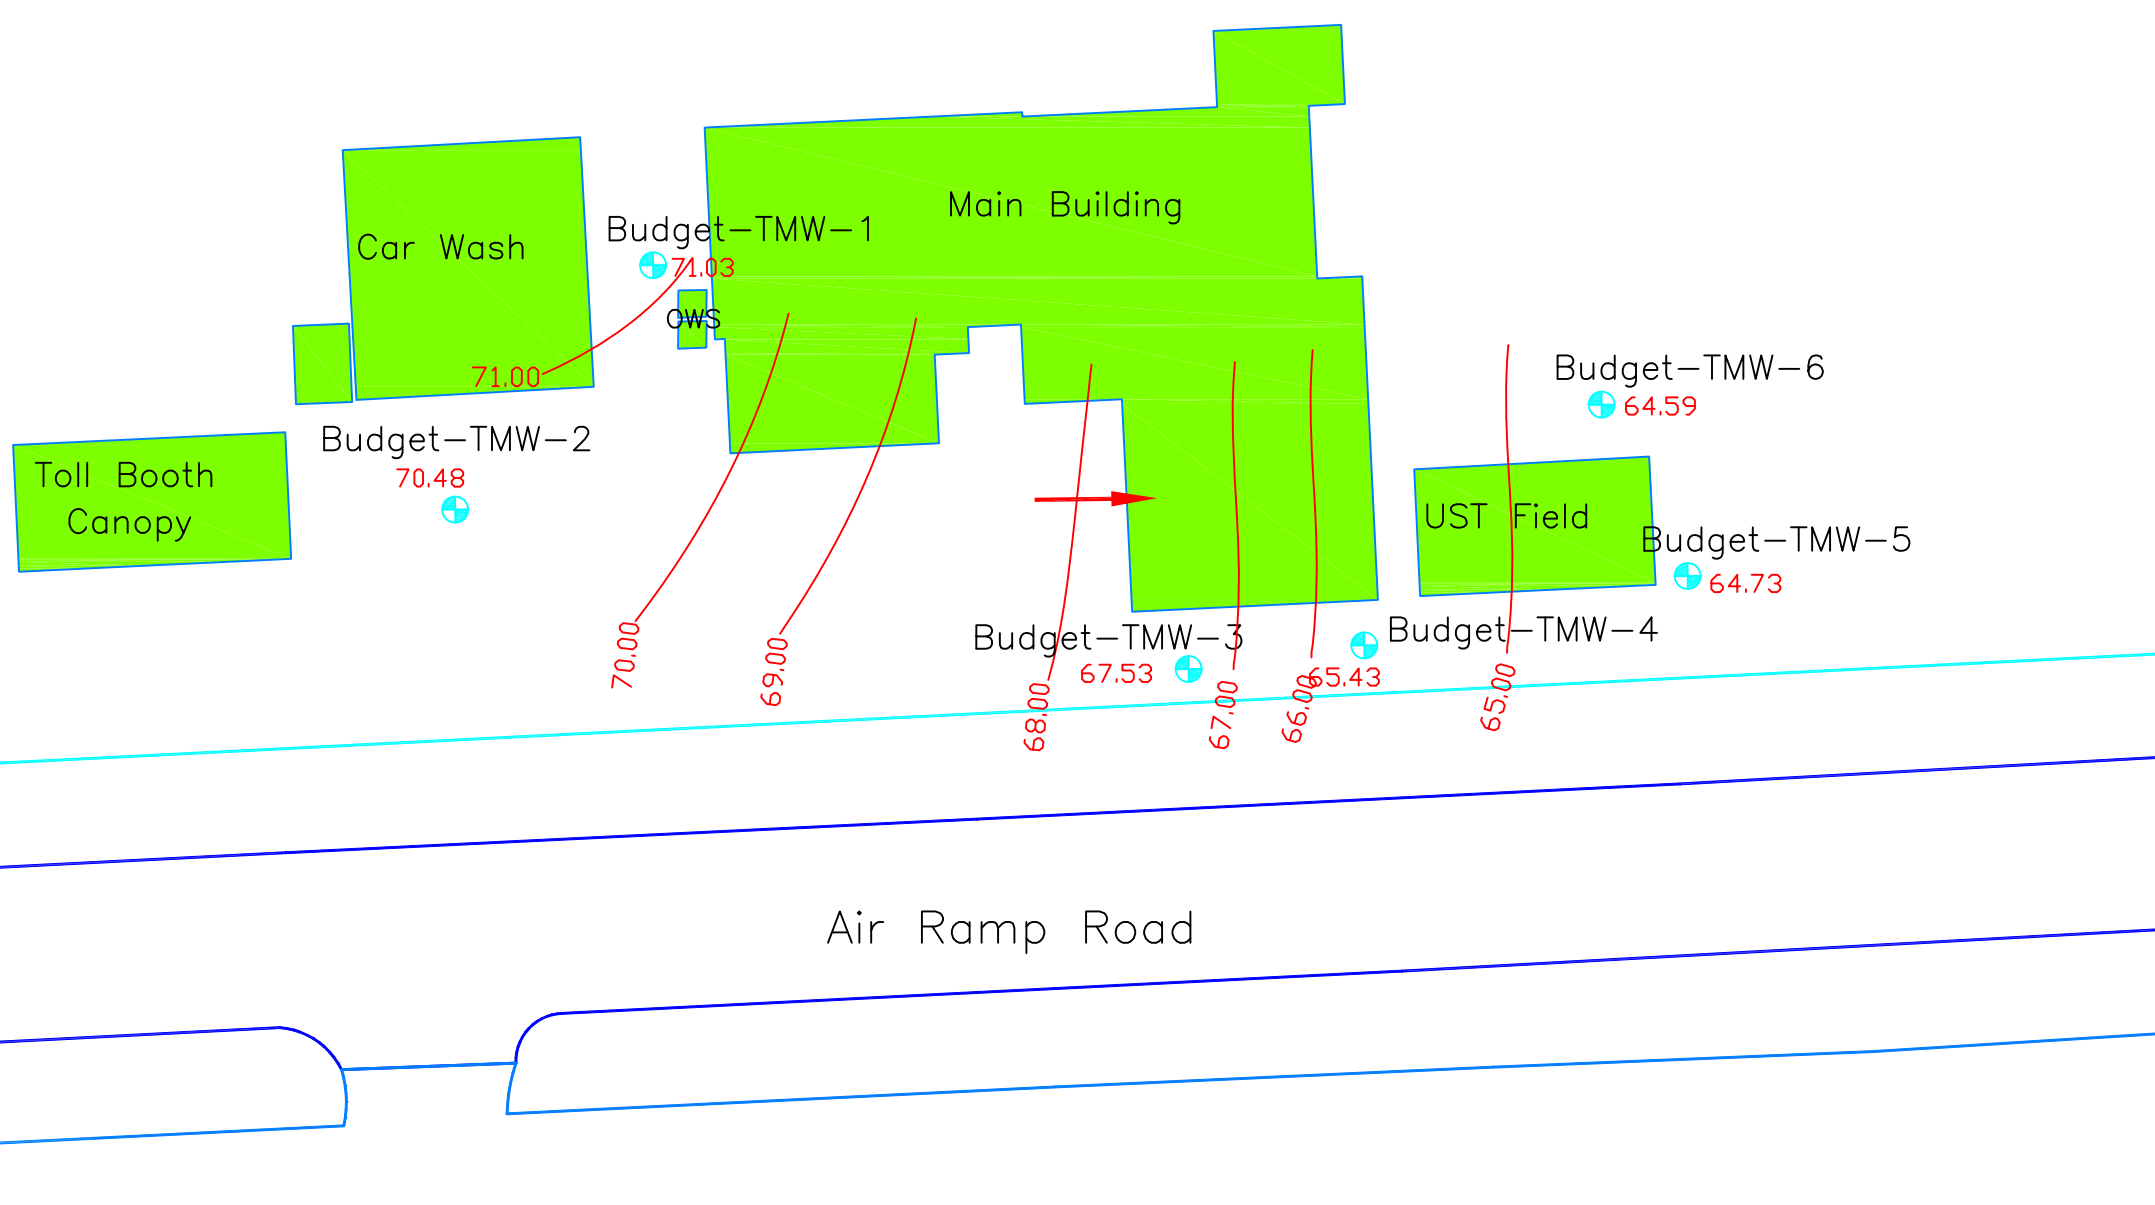 Main Building
Budget-TMW-1
71.03
Car Wash
OWS
71.00
Budget-TMW-6
64.59
Budget-TMW-2
70.48
Toll Booth
Canopy
UST Field
Budget-TMW-5
64.73
Budget-TMW-3
67.53
Budget-TMW-4
65.43
70.00
69.00
68.00
67.00
66.00
65.00
Air Ramp Road